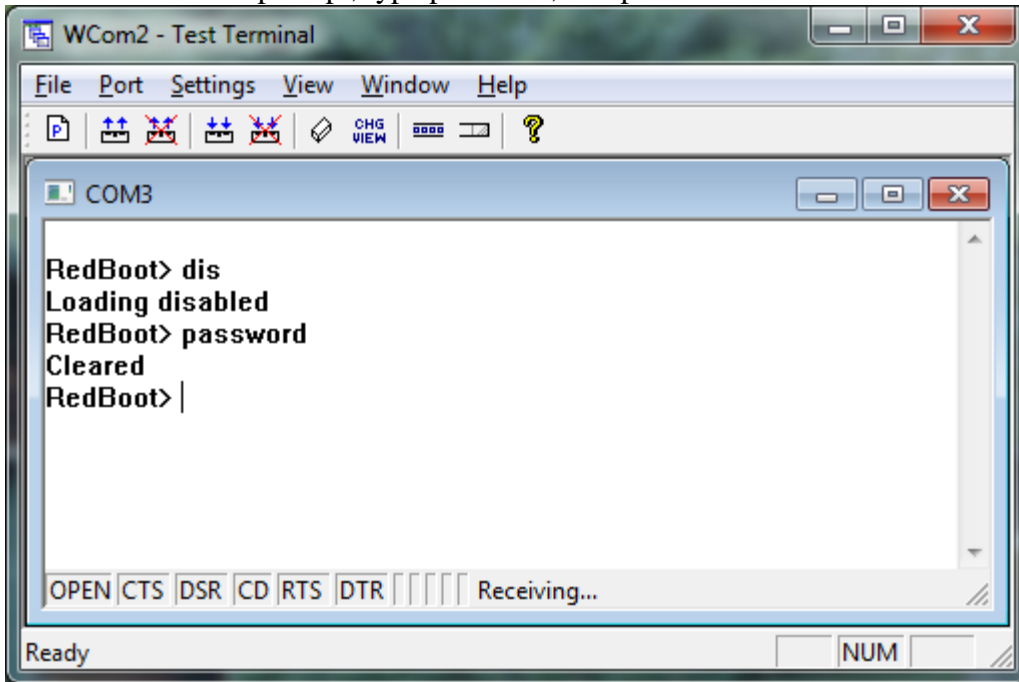 WCom2 - Test Terminal
File Port Settings View Window Help
P CHG VIEW ?
COM3
RedBoot> dis
Loading disabled
RedBoot> password
Cleared
RedBoot>
OPEN CTS DSR CD RTS DTR Receiving...
Ready NUM